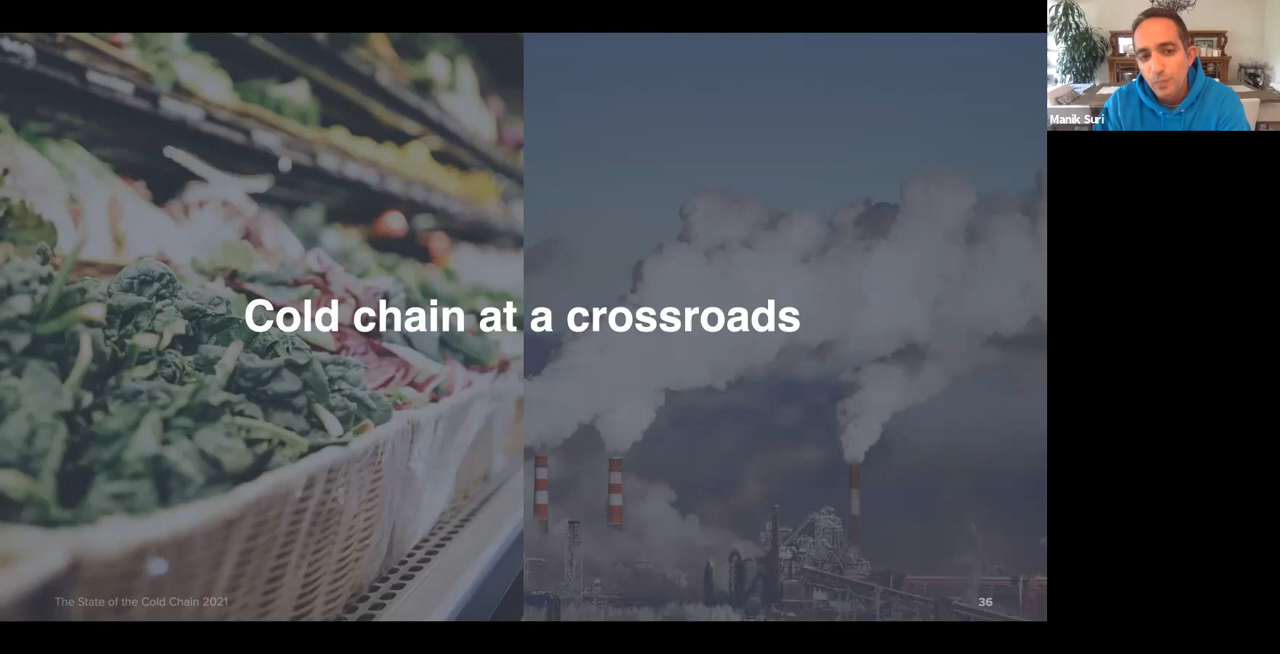 Manik Suri
Cold chain at a crossroads
The State of the Cold Chain 2021
36